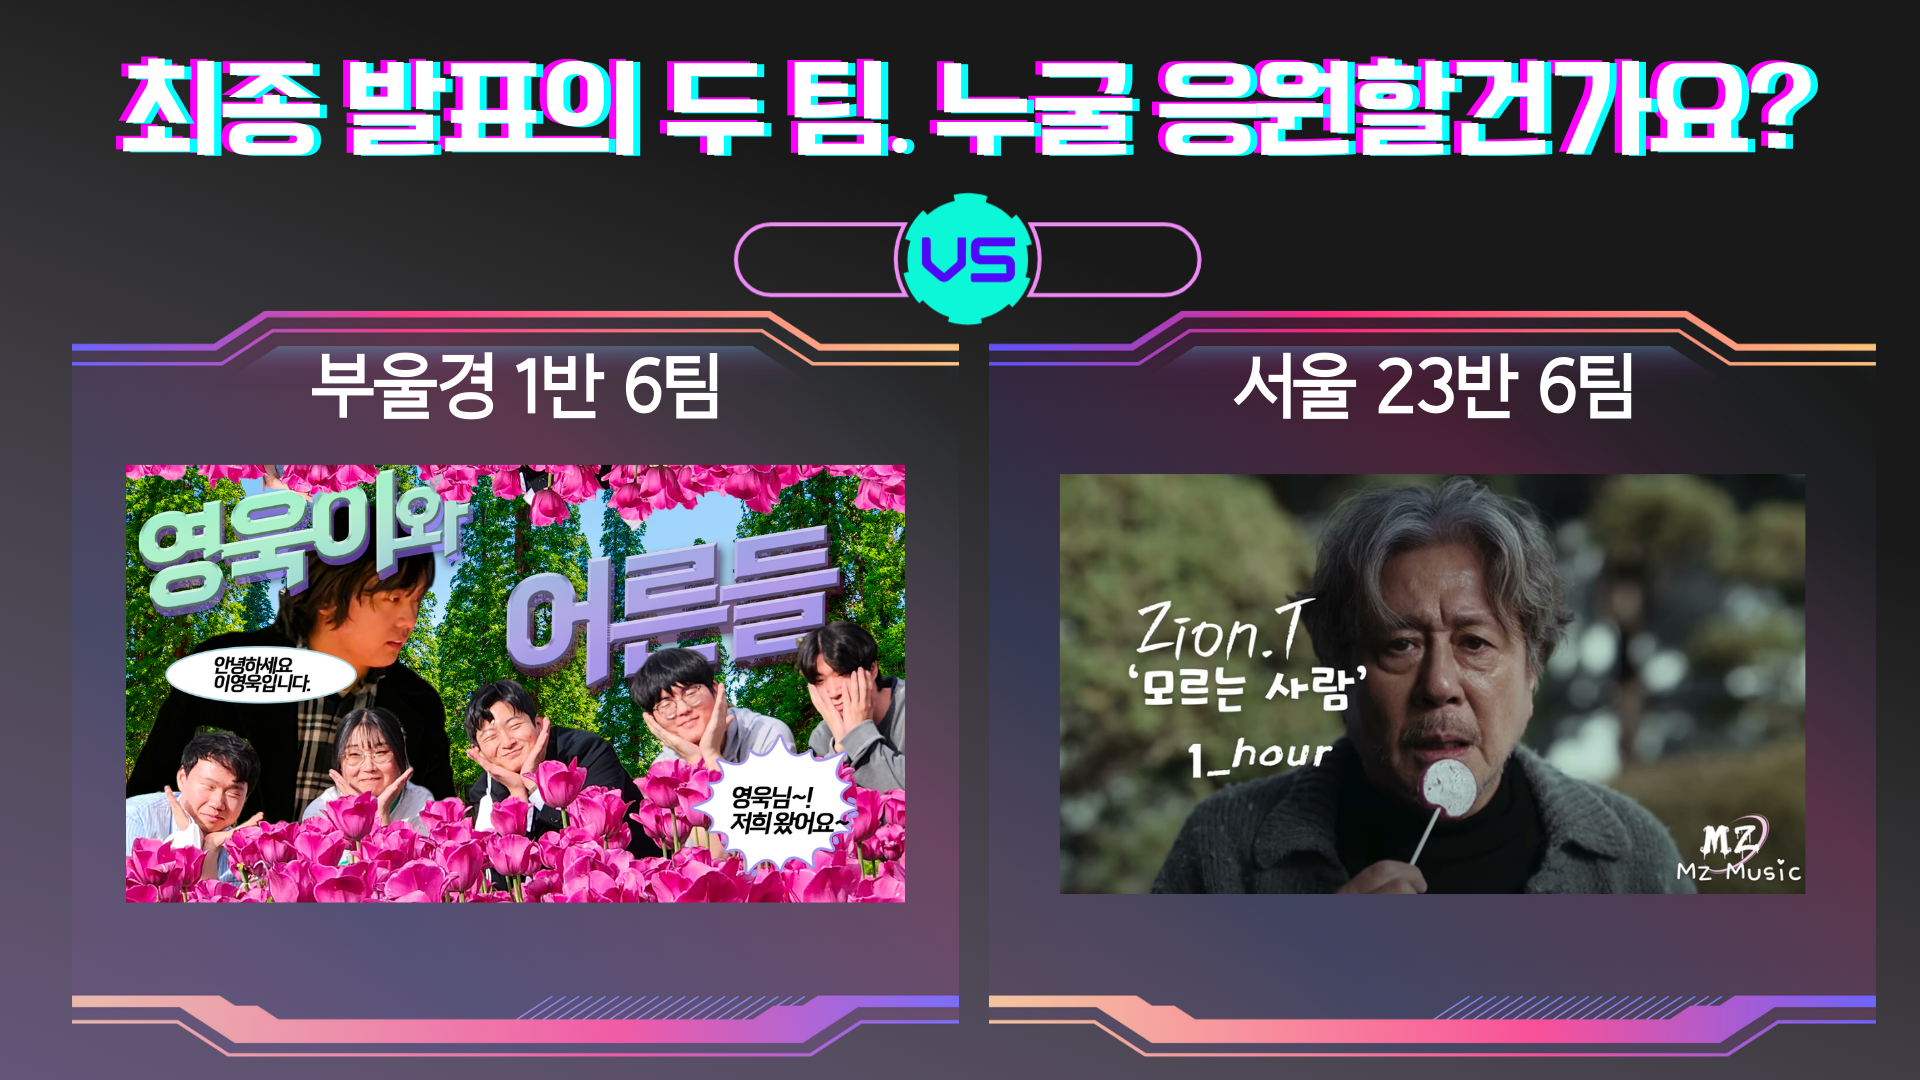 최종 발표의 두 팀. 누굴 응원할건가요?
VS
부울경 1반 6팀
영욱이와
어른들
안녕하세요
이영욱입니다.
영욱님~!
저희 왔어요~
서울 23반 6팀
Zion.T
‘모르는 사람’
1_hour
MZ
MZ Music